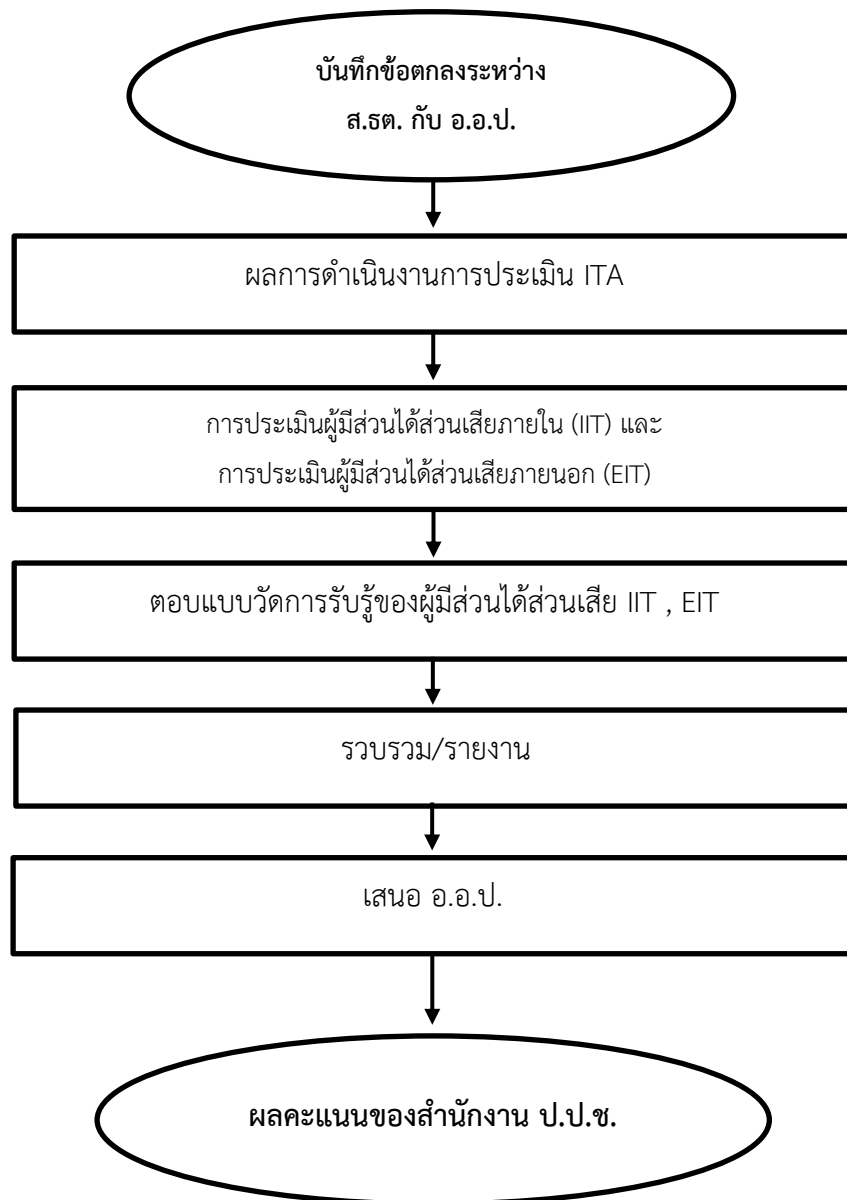 บันทึกข้อตกลงระหว่าง
ส.ธต. กับ อ.อ.ป.
ผลการดำเนินงานการประเมิน ITA
การประเมินผู้มีส่วนได้ส่วนเสียภายใน (IIT) และ
การประเมินผู้มีส่วนได้ส่วนเสียภายนอก (EIT)
ตอบแบบวัดการรับรู้ของผู้มีส่วนได้ส่วนเสีย IIT , EIT
รวบรวม/รายงาน
เสนอ อ.อ.ป.
ผลคะแนนของสำนักงาน ป.ป.ช.